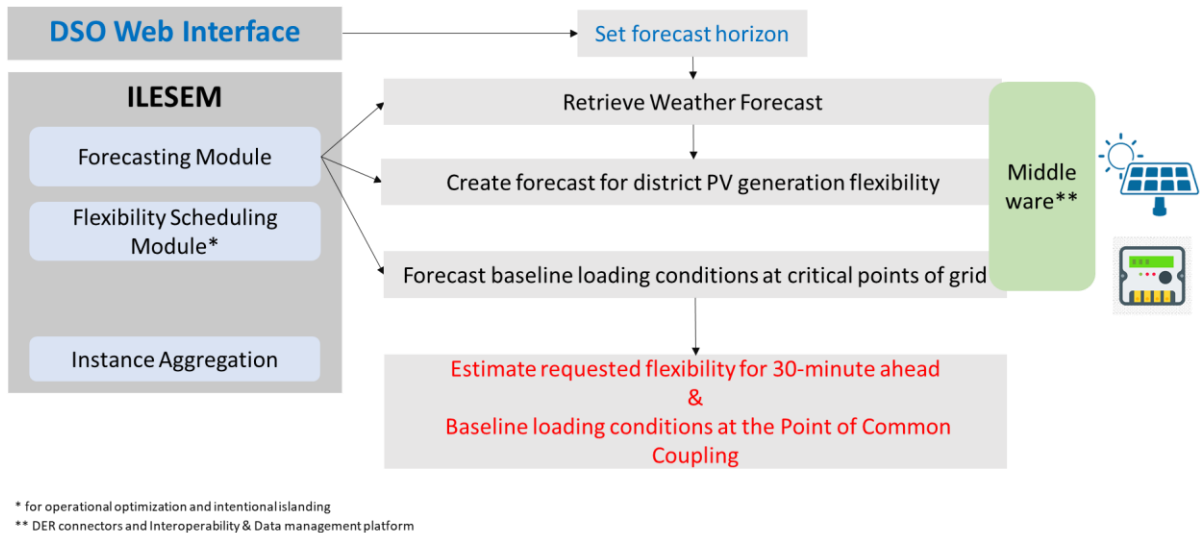 DSO Web Interface
Set forecast horizon
ILESEM
Forecasting Module
Flexibility Scheduling
Module*
Instance Aggregation
Retrieve Weather Forecast
Create forecast for district PV generation flexibility
Forecast baseline loading conditions at critical points of grid
Middle
ware**
Estimate requested flexibility for 30-minute ahead
&
Baseline loading conditions at the Point of Common
Coupling
* for operational optimization and intentional islanding
** DER connectors and Interoperability & Data management platform